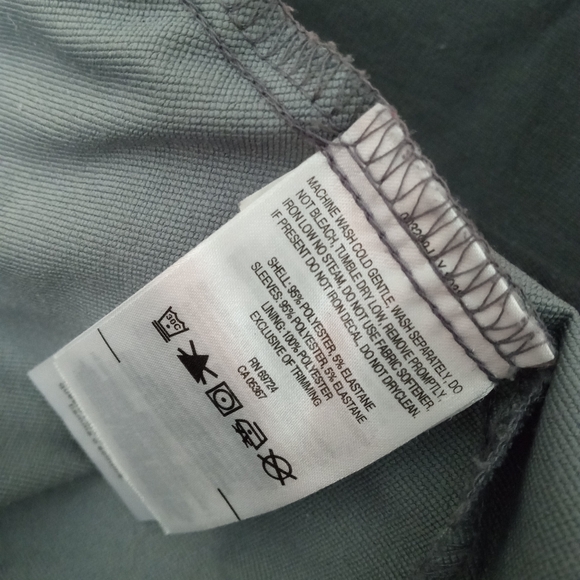 MACHINE WASH COLD GENTLE, WASH SEPARATELY, DO
NOT BLEACH, TUMBLE DRY LOW, REMOVE PROMPTLY,
IRON LOW NO STEAM, DO NOT USE FABRIC SOFTENER,
IF PRESENT DO NOT IRON DECAL, DO NOT DRYCLEAN.
SHELL: 95% POLYESTER, 5% ELASTANE
SLEEVES: 95% POLYESTER, 5% ELASTANE
LINING: 100% POLYESTER
EXCLUSIVE OF TRIMMING
RN 69724
CA 05367
30C